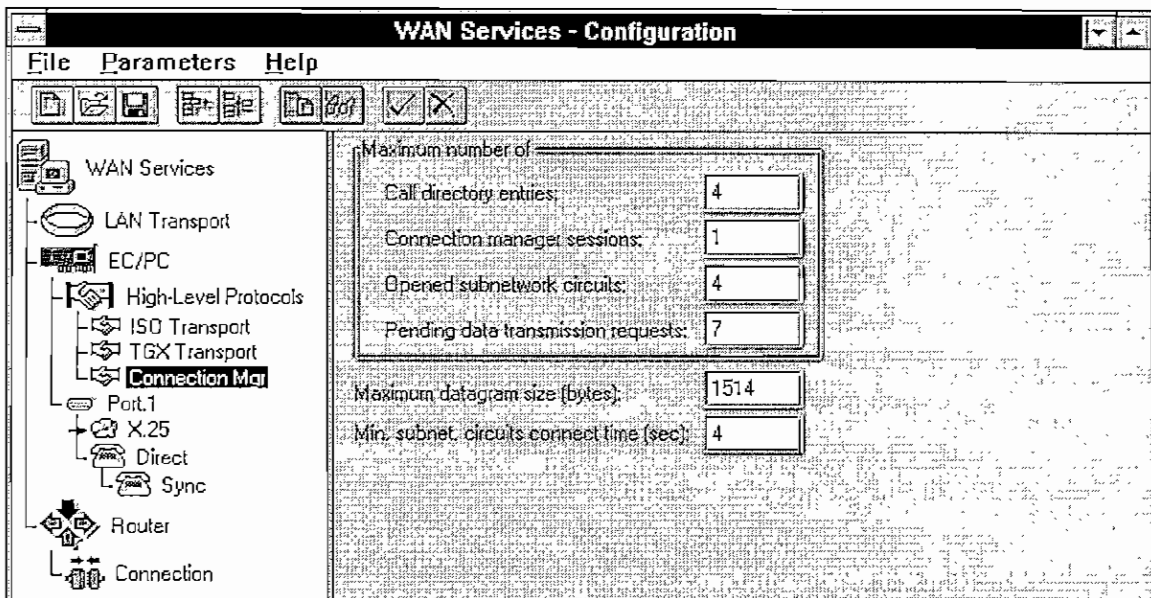 WAN Services - Configuration
File Parameters Help
WAN Services
LAN Transport
EC/PC
High-Level Protocols
ISO Transport
TGX Transport
Connection Mgr
Port.1
X.25
Direct
Sync
Router
Connection
Maximum number of
Call directory entries: 4
Connection manager sessions: 1
Opened subnetwork circuits: 4
Pending data transmission requests: 7
Maximum datagram size (bytes): 1514
Min. subnet. circuits connect time (sec): 4